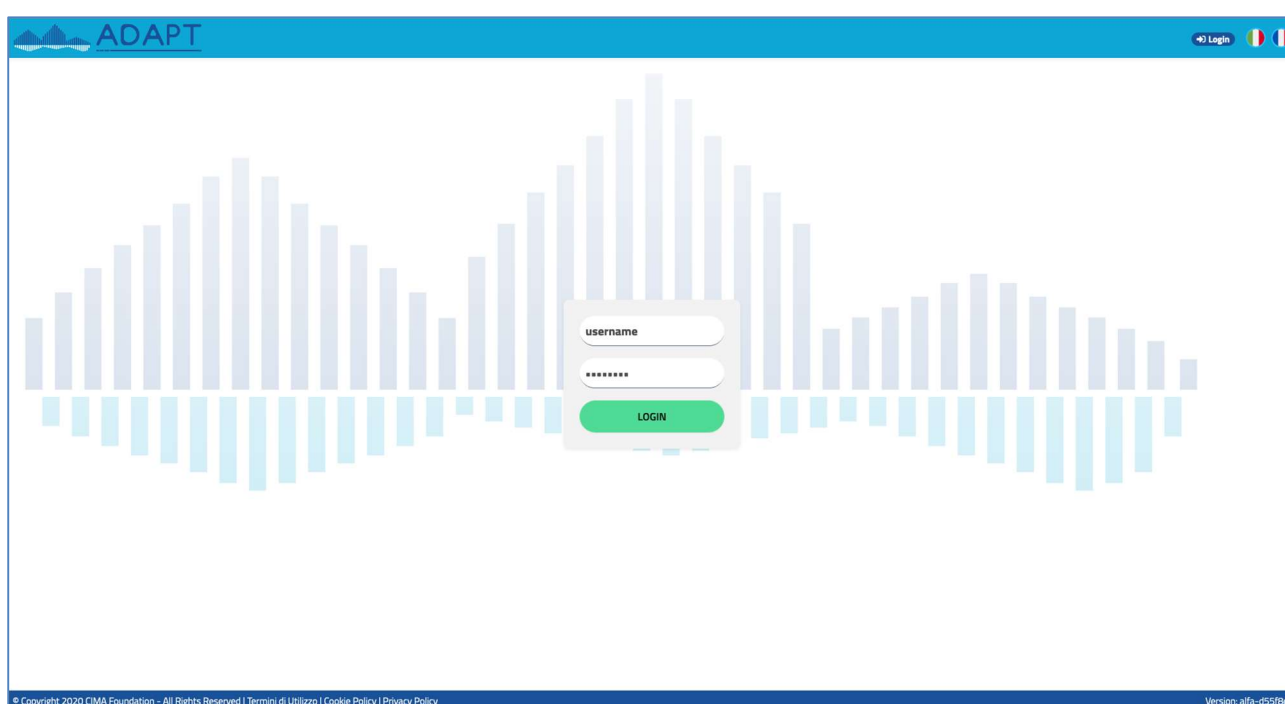 ADAPT
Login
username
LOGIN
© Copyright 2020 CIMA Foundation - All Rights Reserved | Termini di Utilizzo | Cookie Policy | Privacy Policy
Version: alfa-d55f8